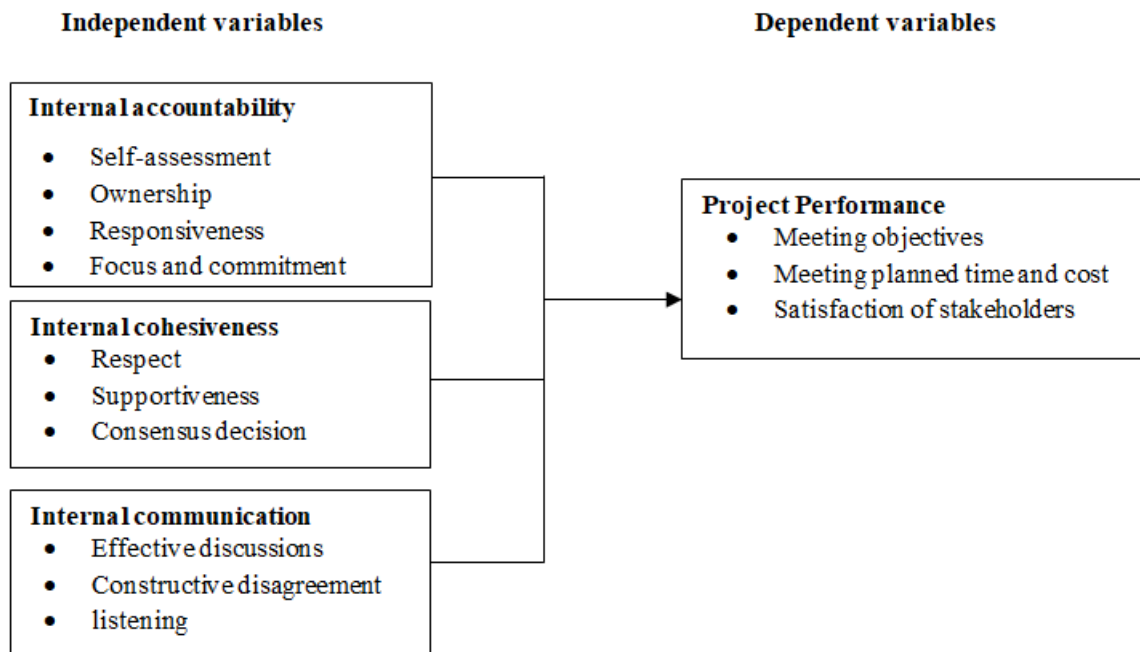 Independent variables
Dependent variables
Internal accountability
• Self-assessment
• Ownership
• Responsiveness
• Focus and commitment
Internal cohesiveness
• Respect
• Supportiveness
• Consensus decision
Internal communication
• Effective discussions
• Constructive disagreement
• listening
Project Performance
• Meeting objectives
• Meeting planned time and cost
• Satisfaction of stakeholders